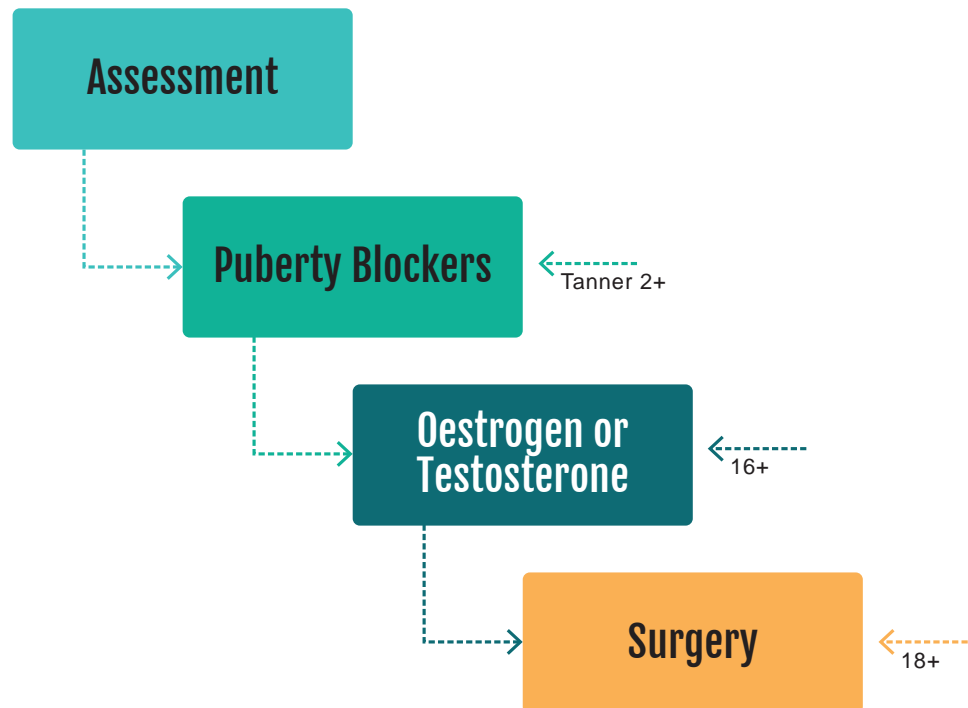 Assessment
Puberty Blockers
Tanner 2+
Oestrogen or
Testosterone
16+
Surgery
18+